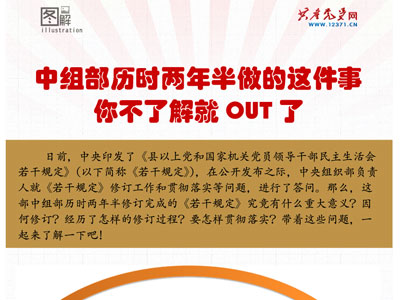 图解
illustration
共产党员网
www.12371.cn
中组部历时两年半做的这件事
你不了解就 OUT 了
日前，中央印发了《县以上党和国家机关党员领导干部民主生活会
若干规定》（以下简称《若干规定》），在公开发布之际，中央组织部负责
人就《若干规定》修订工作和贯彻落实等问题，进行了答问。那么，这
部中组部历时两年半修订完成的《若干规定》究竟有什么重大意义？因
何修订？经历了怎样的修订过程？要怎样贯彻落实？带着这些问题，一
起来了解一下吧！